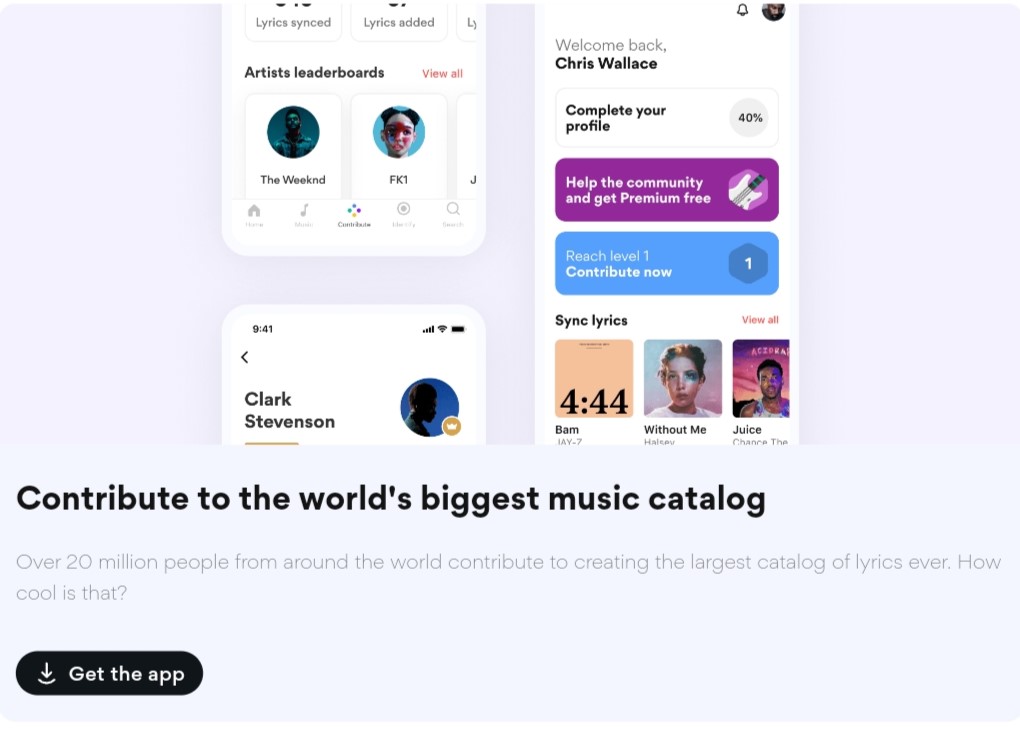 Lyrics synced
Lyrics added
Artists leaderboards
View all
The Weeknd
FK1
J
Home
Music
Contribute
Identify
Search
9:41
Clark
Stevenson
Welcome back,
Chris Wallace
Complete your
profile
40%
Help the community
and get Premium free
Reach level 1
Contribute now
1
Sync lyrics
View all
4:44
ACIDRAP
Bam
JAY-Z
Without Me
Halsey
Juice
Chance The
Contribute to the world's biggest music catalog
Over 20 million people from around the world contribute to creating the largest catalog of lyrics ever. How
cool is that?
Get the app